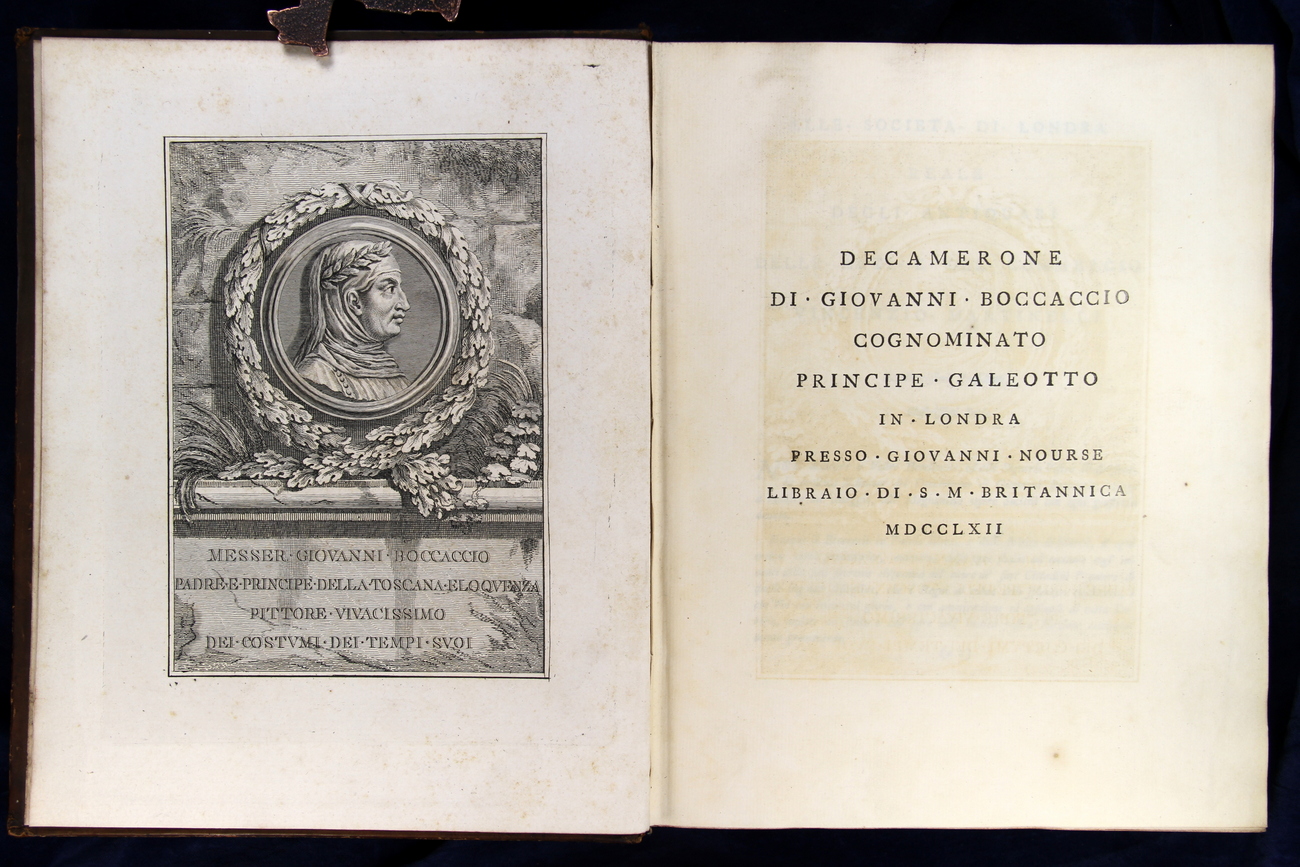 MESSER·GIOVANNI·BOCCACCIO
PADRE·E·PRINCIPE·DELLA·TOSCANA·ELOQVENZA
PITTORE·VIVACISSIMO
DEI·COSTVMI·DEI·TEMPI·SVOI
DECAMERONE
DI·GIOVANNI·BOCCACCIO
COGNOMINATO
PRINCIPE·GALEOTTO
IN·LONDRA
PRESSO·GIOVANNI·NOURSE
LIBRAIO·DI·S·M·BRITANNICA
MDCCLXII